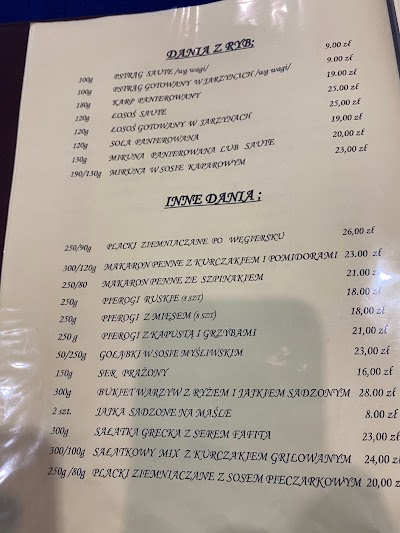 DANIA Z RYB:
100g PSTRĄG SAUTE /wg wagi/ 9.00 zł
100g PSTRĄG GOTOWANY W JARZYNACH /wg wagi/ 9.00 zł
180g KARP PANIEROWANY 19.00 zł
120g ŁOSOŚ SAUTE 25,00 zł
120g ŁOSOŚ GOTOWANY W JARZYNACH 25,00 zł
120g SOLA PANIEROWANA 19,00 zł
130g MIRUNA PANIEROWANA LUB SAUTE 20,00 zł
190/130g MIRUNA W SOSIE KAPAROWYM 23,00 zł
INNE DANIA ;
250/90g PLACKI ZIEMNIACZANE PO WĘGIERSKU 26,00 zł
300/120g MAKARON PENNE Z KURCZAKIEM I POMIDORAMI 23.00 zł
250/80 MAKARON PENNE ZE SZPINAKIEM 21.00 zł
250g PIEROGI RUSKIE (8 SZT) 18.00 zł
250g PIEROGI Z MIĘSEM (8 SZT) 18,00 zł
250 g PIEROGI Z KAPUSTĄ I GRZYBAMI 21,00 zł
50/250g GOŁĄBKI W SOSIE MYŚLIWSKIM 23,00 zł
150g SER PRAŻONY 16,00 zł
300g BUKIET WARZYW Z RYŻEM I JAJKIEM SADZONYM 28.00 zł
2 szt. JAJKA SADZONE NA MAŚLE 8.00 zł
300g SAŁATKA GRECKA Z SEREM FAFITA 23,00 zł
300/100g SAŁATKOWY MIX Z KURCZAKIEM GRILOWANYM 24,00 zł
250g /80g PLACKI ZIEMNIACZANE Z SOSEM PIECZARKOWYM 20,00 zł